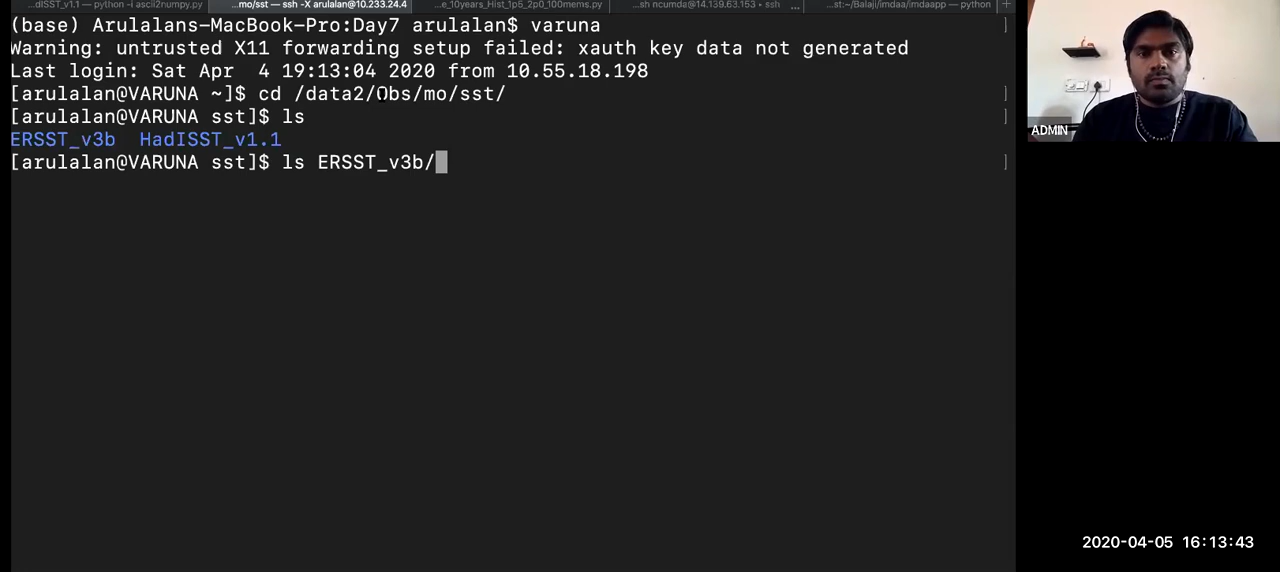 ...dISST_v1.1 — python -i ascii2numpy.py ...mo/sst — ssh -X arulalan@10.233.24.4 ...e_10years_Hist_1p5_2p0_100mems.py ...sh ncumda@14.139.63.153 ▸ ssh ... ...st:~/Balaji/imdaa/imdaapp — python +
(base) Arulalans-MacBook-Pro:Day7 arulalan$ varuna ]
Warning: untrusted X11 forwarding setup failed: xauth key data not generated
Last login: Sat Apr  4 19:13:04 2020 from 10.55.18.198
[arulalan@VARUNA ~]$ cd /data2/Obs/mo/sst/ ]
[arulalan@VARUNA sst]$ ls ]
ERSST_v3b  HadISST_v1.1
[arulalan@VARUNA sst]$ ls ERSST_v3b/ ]
ADMIN
2020-04-05 16:13:43